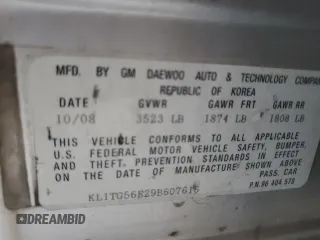 MFD. BY GM DAEWOO AUTO & TECHNOLOGY COMPANY
REPUBLIC OF KOREA
DATE GVWR GAWR FRT GAWR RR
10/08 3523 LB 1874 LB 1808 LB
THIS VEHICLE CONFORMS TO ALL APPLICABLE
U.S. FEDERAL MOTOR VEHICLE SAFETY, BUMPER,
AND THEFT PREVENTION STANDARDS IN EFFECT
ON THE DATE OF MANUFACTURE SHOWN ABOVE
PASS. CAR
P.N. 96 404 578
DREAMBID